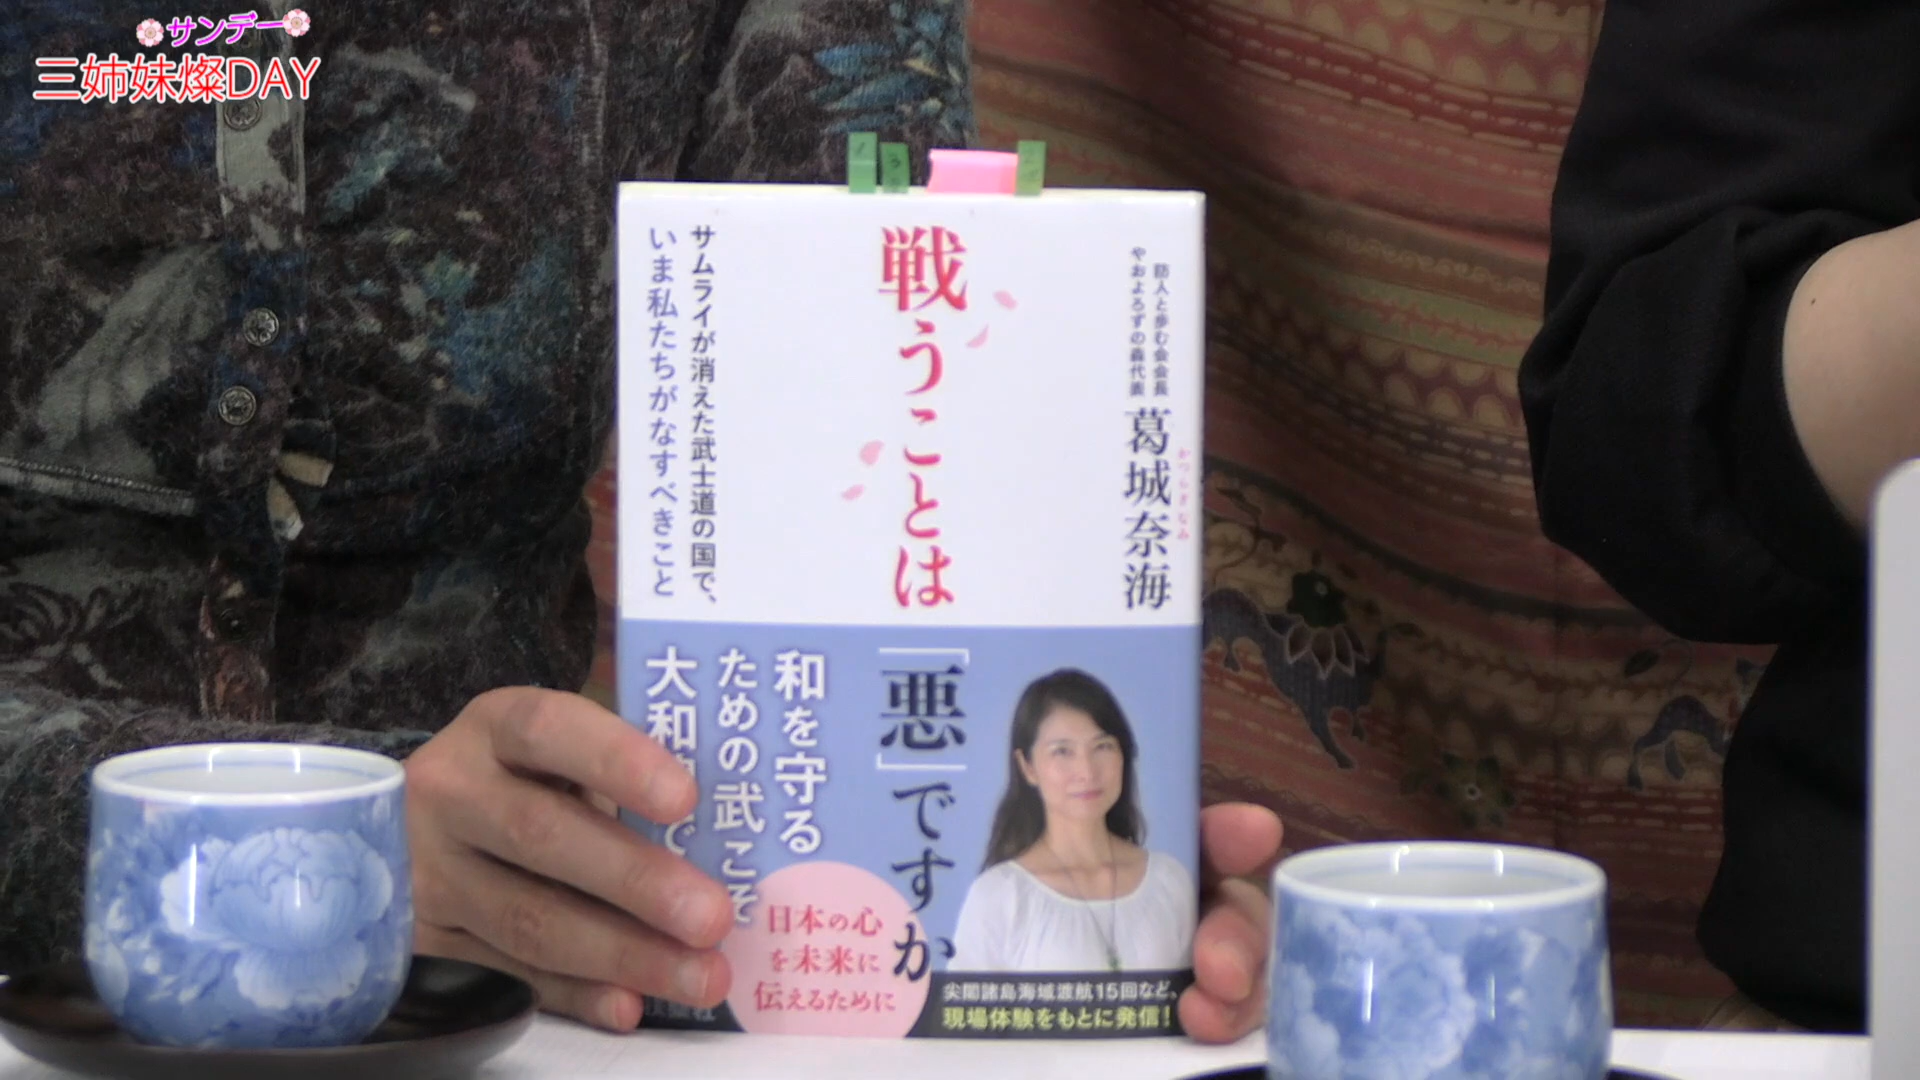 サンデー
三姉妹燦DAY
防人と歩む会会長
やおよろずの森代表
葛城奈海
かつらぎ なみ
戦うことは
「悪」ですか
サムライが消えた武士道の国で、
いま私たちがなすべきこと
和を守る
ための武こそ
大和
で
日本の心
を未来に
伝えるために
尖閣諸島海域渡航15回など、
現場体験をもとに発信！